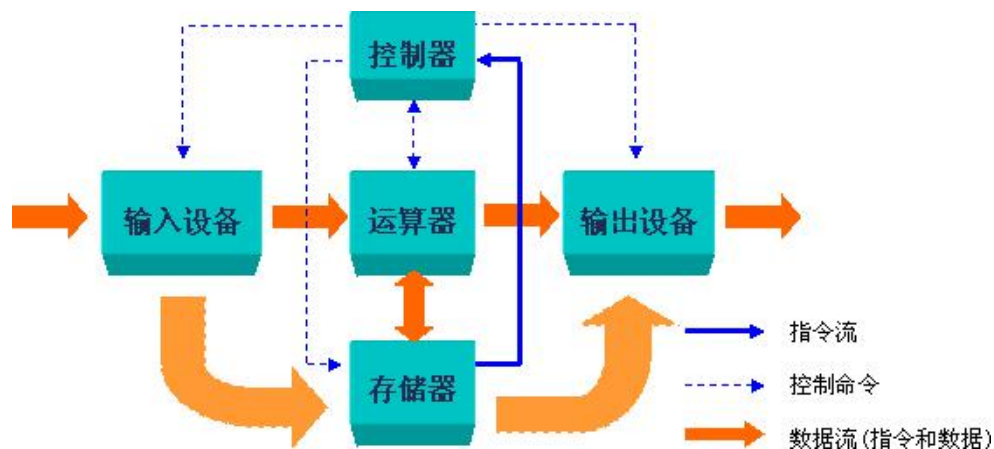 控制器
输入设备
运算器
输出设备
存储器
指令流
控制命令
数据流(指令和数据)